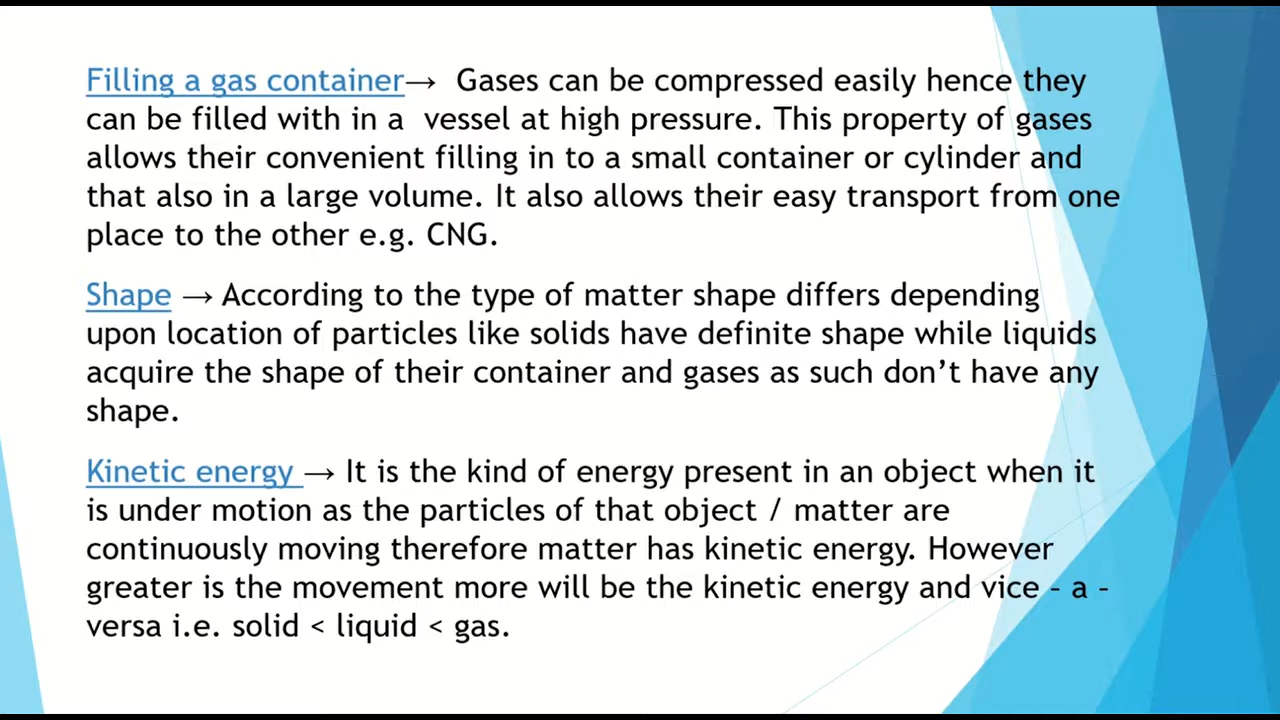 Filling a gas container→ Gases can be compressed easily hence they
can be filled with in a vessel at high pressure. This property of gases
allows their convenient filling in to a small container or cylinder and
that also in a large volume. It also allows their easy transport from one
place to the other e.g. CNG.
Shape → According to the type of matter shape differs depending
upon location of particles like solids have definite shape while liquids
acquire the shape of their container and gases as such don’t have any
shape.
Kinetic energy → It is the kind of energy present in an object when it
is under motion as the particles of that object / matter are
continuously moving therefore matter has kinetic energy. However
greater is the movement more will be the kinetic energy and vice – a –
versa i.e. solid < liquid < gas.